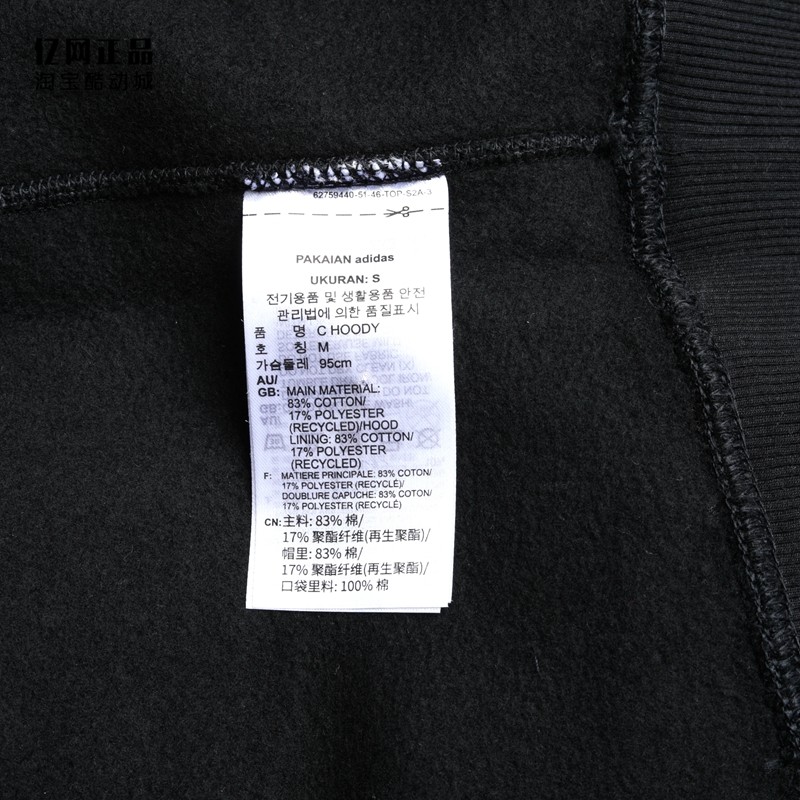 亿网正品
淘宝酷动城
62759440-51-46-TOP-S2A-3
PAKAIAN adidas
UKURAN: S
전기용품 및 생활용품 안전
관리법에 의한 품질표시
품 명 C HOODY
호 칭 M
가슴둘레 95cm
AU/
GB: MAIN MATERIAL:
83% COTTON/
17% POLYESTER
(RECYCLED)/HOOD
LINING: 83% COTTON/
17% POLYESTER
(RECYCLED)
F: MATIERE PRINCIPALE: 83% COTON/
17% POLYESTER (RECYCLÉ)/
DOUBLURE CAPUCHE: 83% COTON/
17% POLYESTER (RECYCLÉ)
CN: 主料: 83% 棉/
17% 聚酯纤维(再生聚酯)/
帽里: 83% 棉/
17% 聚酯纤维(再生聚酯)/
口袋里料: 100% 棉